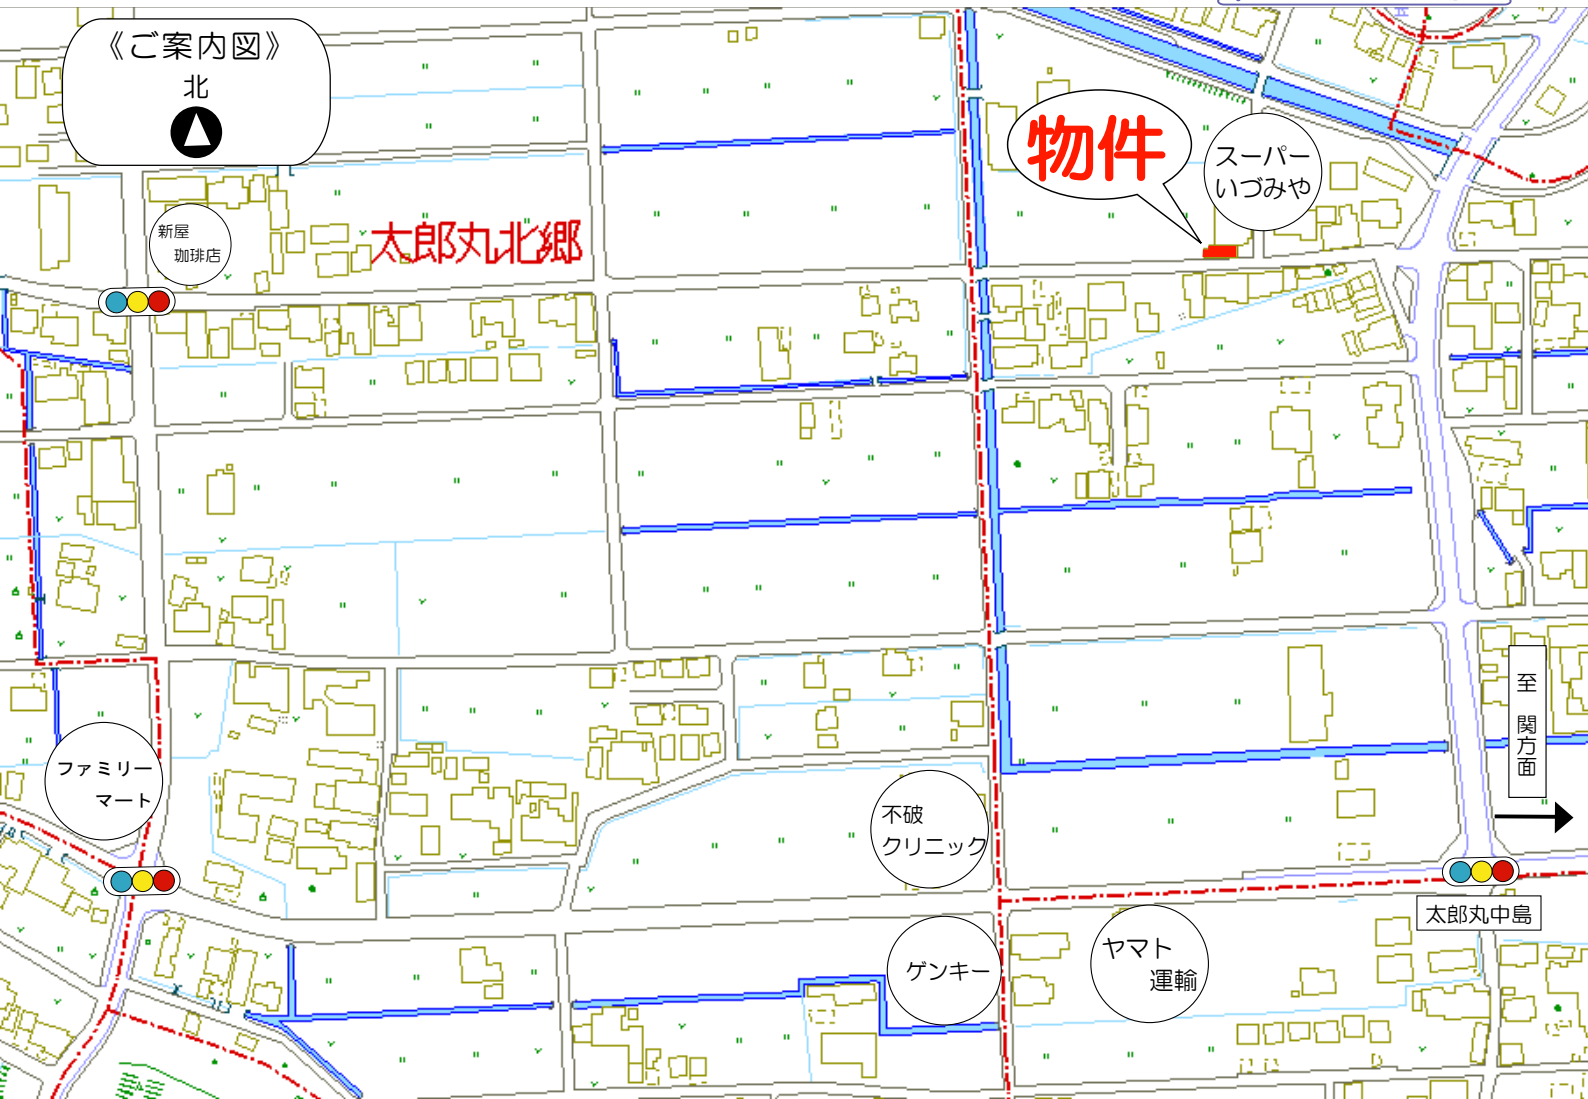 《ご案内図》
北
物件
スーパー
いづみや
新屋
珈琲店
太郎丸北郷
至 関方面
ファミリー
マート
不破
クリニック
太郎丸中島
ゲンキー
ヤマト
運輸